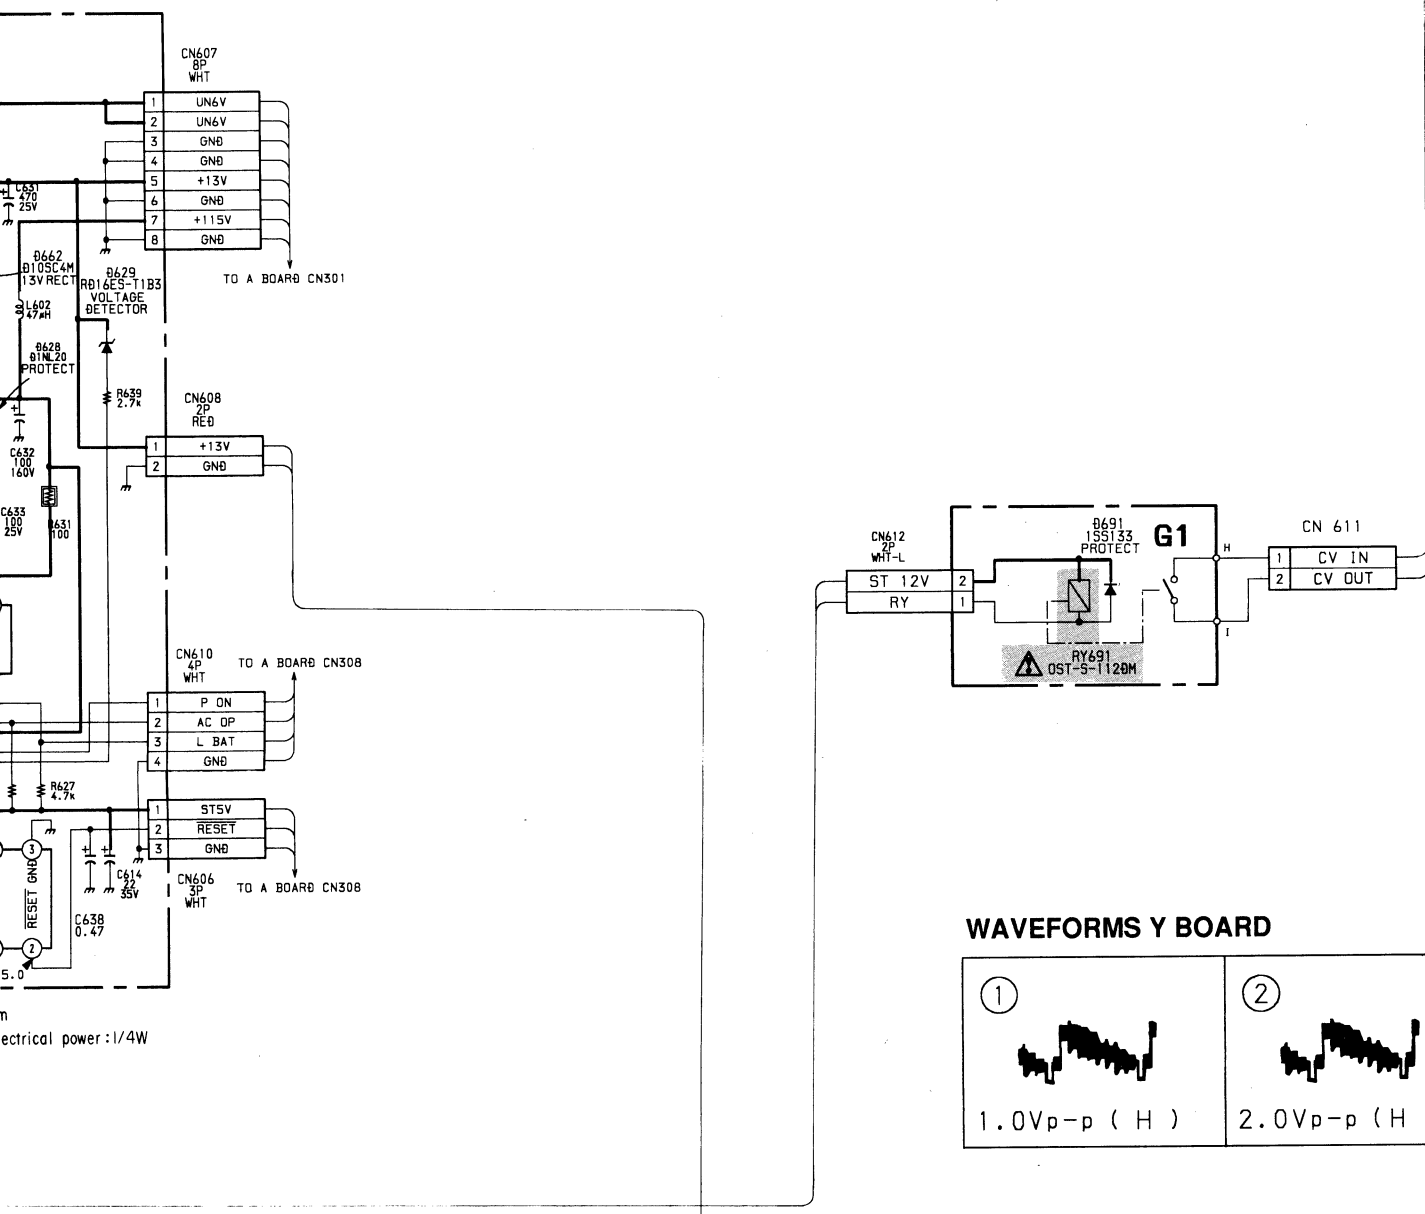 CN607
8P
WHT
1 UN6V
2 UN6V
3 GND
4 GND
5 +13V
6 GND
7 +115V
8 GND
TO A BOARD CN301
C631
470
25V
D662
D10SC4M
13V RECT
D629
RD16ES-T1B3
VOLTAGE
DETECTOR
L602
47µH
D628
D1NL20
PROTECT
R639
2.7k
CN608
2P
RED
1 +13V
2 GND
C632
100
160V
C633
100
25V
R631
100
CN610
4P
WHT
TO A BOARD CN308
1 P ON
2 AC OP
3 L BAT
4 GND
R627
4.7k
1 ST5V
2 RESET
3 GND
CN606
3P
WHT
TO A BOARD CN308
C614
22
35V
C638
0.47
3
GND
RESET
2
5.0
m
ectrical power:1/4W
CN612
2P
WHT-L
ST 12V 2
RY 1
D691
1SS133
PROTECT
G1
H
I
RY691
OST-S-112DM
CN 611
1 CV IN
2 CV OUT
WAVEFORMS Y BOARD
1
1.0Vp-p ( H )
2
2.0Vp-p ( H